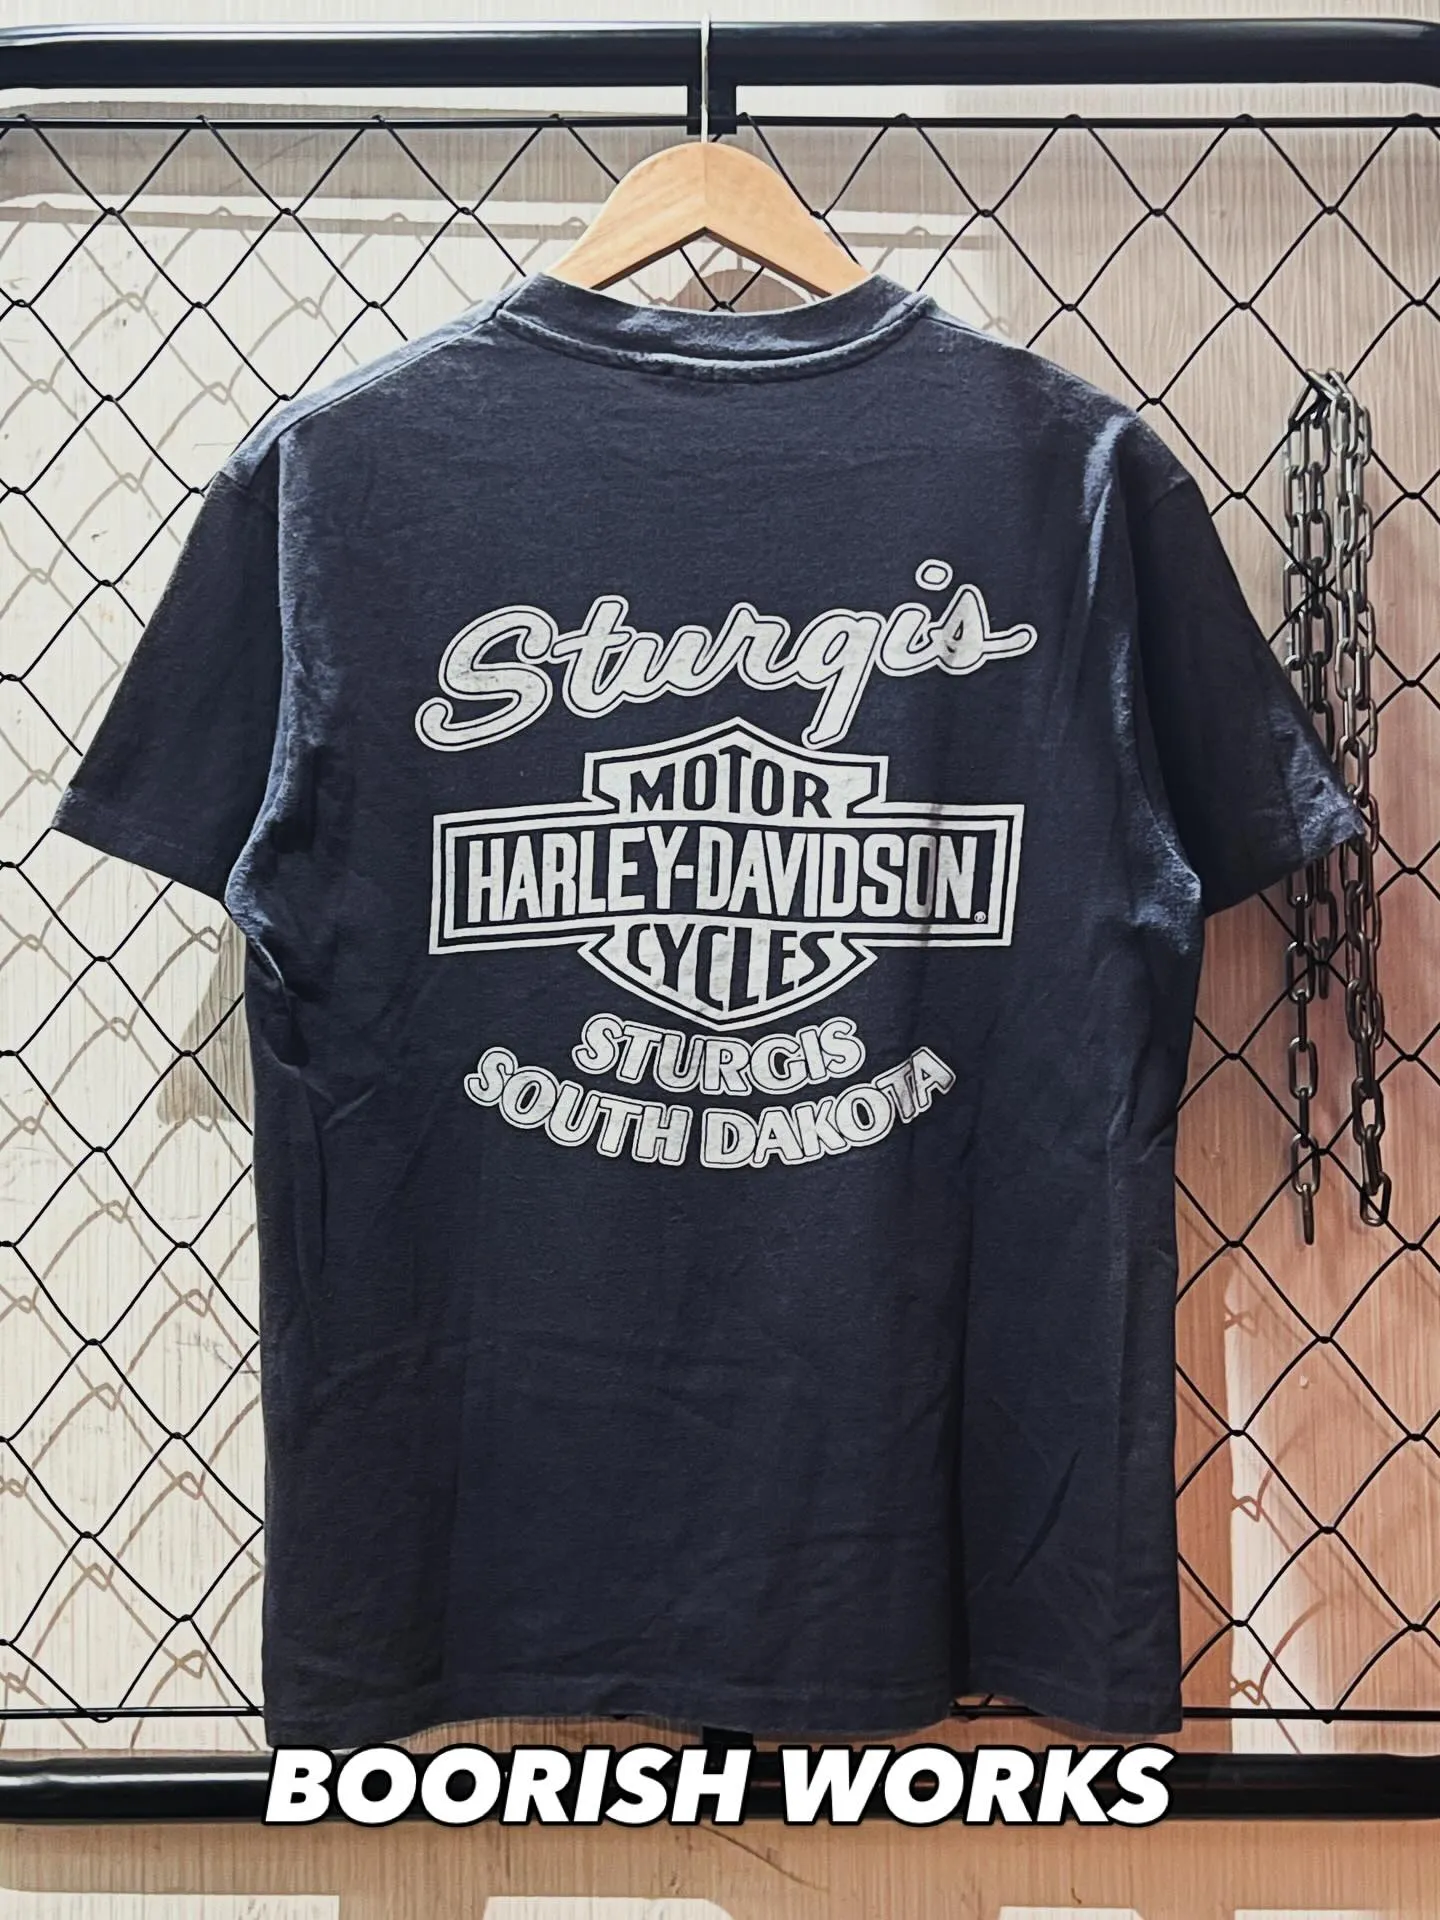 Sturgis
MOTOR
HARLEY-DAVIDSON®
CYCLES
STURGIS
SOUTH DAKOTA
BOORISH WORKS